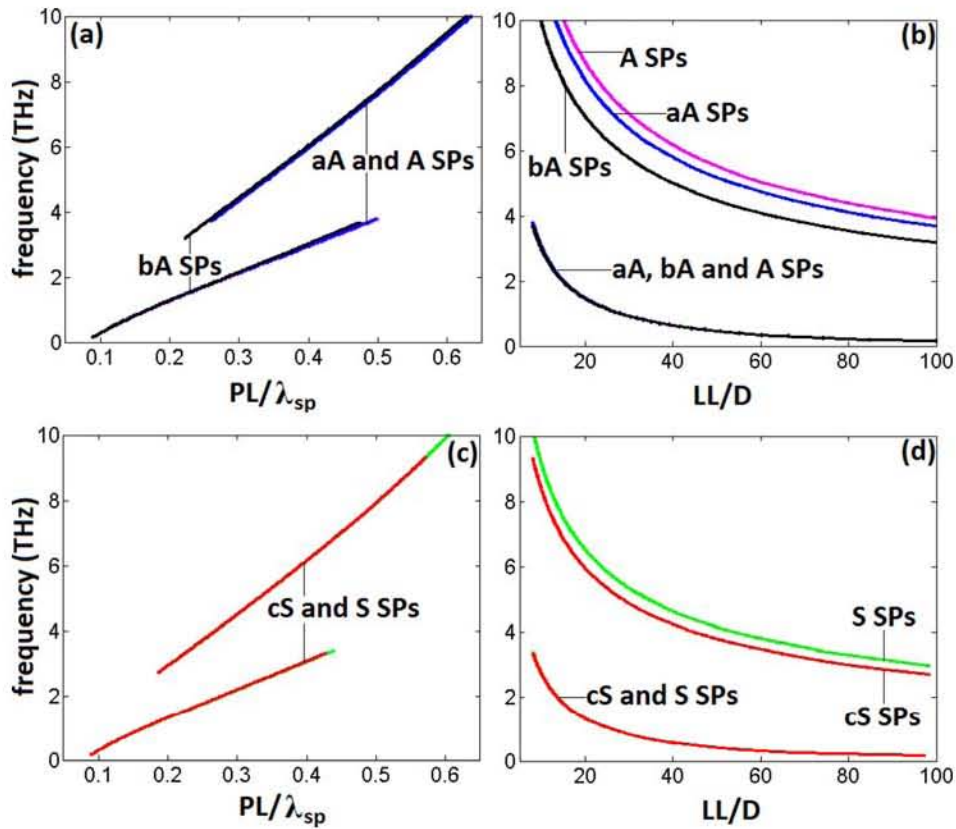 (a)
10
8
6
4
2
0
frequency (THz)
aA and A SPs
bA SPs
0.1 0.2 0.3 0.4 0.5 0.6
PL/λsp
(b)
10
8
6
4
2
0
A SPs
aA SPs
bA SPs
aA, bA and A SPs
20 40 60 80 100
LL/D
(c)
10
8
6
4
2
0
frequency (THz)
cS and S SPs
0.1 0.2 0.3 0.4 0.5 0.6
PL/λsp
(d)
10
8
6
4
2
0
S SPs
cS and S SPs
cS SPs
20 40 60 80 100
LL/D